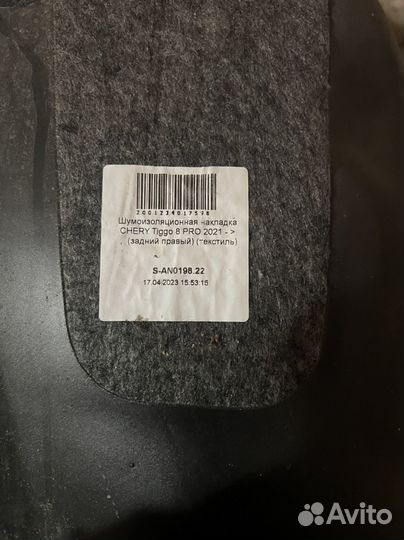 2001224017598
Шумоизоляционная накладка
CHERY Tiggo 8 PRO 2021 - >
, (задний правый) (текстиль)
S-AN0198.22
17.04.2023 15:53:15
Avito